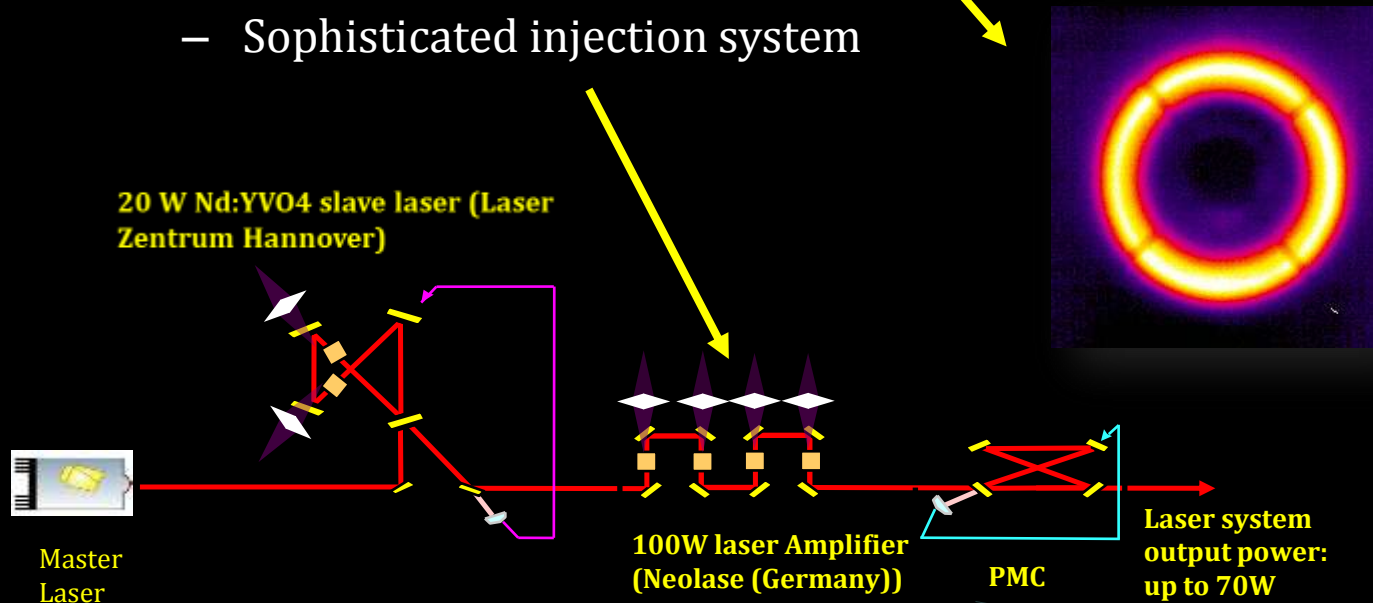 – Sophisticated injection system
20 W Nd:YVO4 slave laser (Laser
Zentrum Hannover)
Master
Laser
100W laser Amplifier
(Neolase (Germany))
PMC
Laser system
output power:
up to 70W